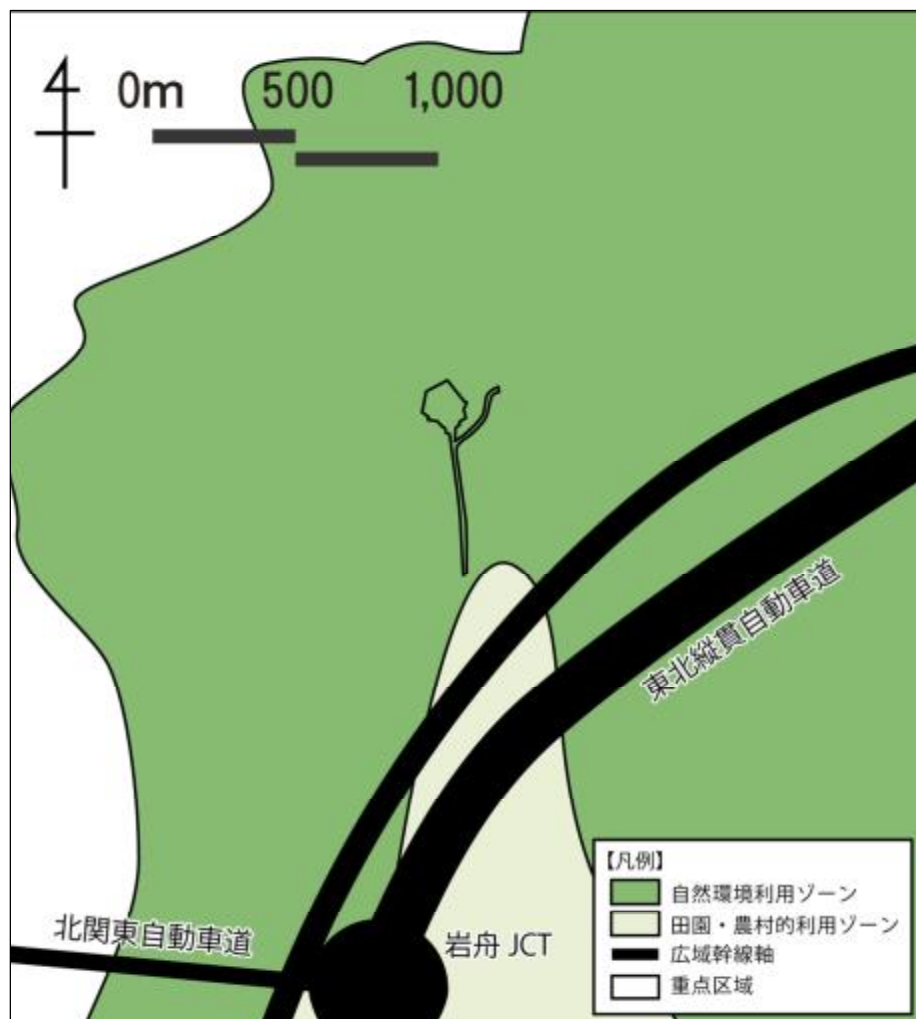 0m 500 1,000
東北縦貫自動車道
北関東自動車道
岩舟 JCT
【凡例】
自然環境利用ゾーン
田園・農村的利用ゾーン
広域幹線軸
重点区域